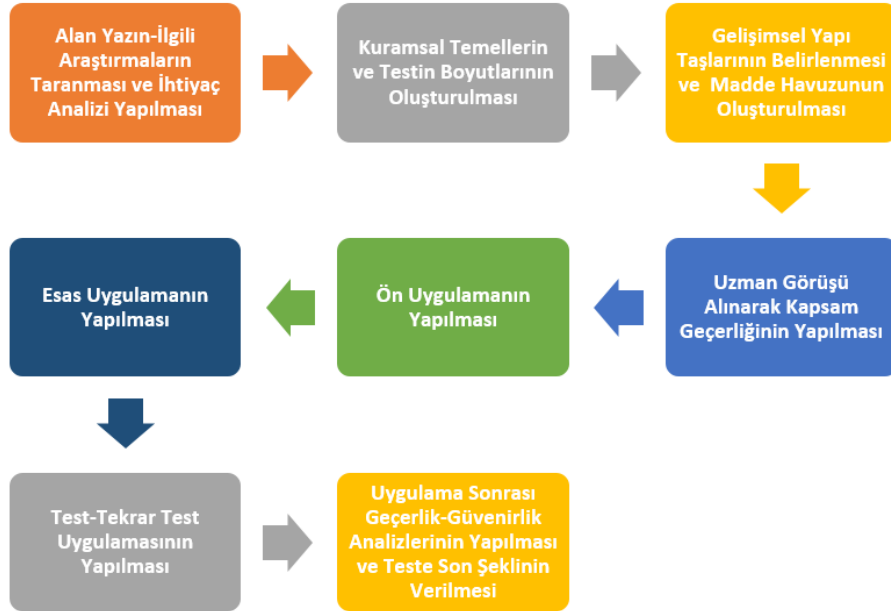 Alan Yazın-İlgili
Araştırmaların
Taranması ve İhtiyaç
Analizi Yapılması
Kuramsal Temellerin
ve Testin Boyutlarının
Oluşturulması
Gelişimsel Yapı
Taşlarının Belirlenmesi
ve Madde Havuzunun
Oluşturulması
Uzman Görüşü
Alınarak Kapsam
Geçerliğinin Yapılması
Ön Uygulamanın
Yapılması
Esas Uygulamanın
Yapılması
Test-Tekrar Test
Uygulamasının
Yapılması
Uygulama Sonrası
Geçerlik-Güvenirlik
Analizlerinin Yapılması
ve Teste Son Şeklinin
Verilmesi